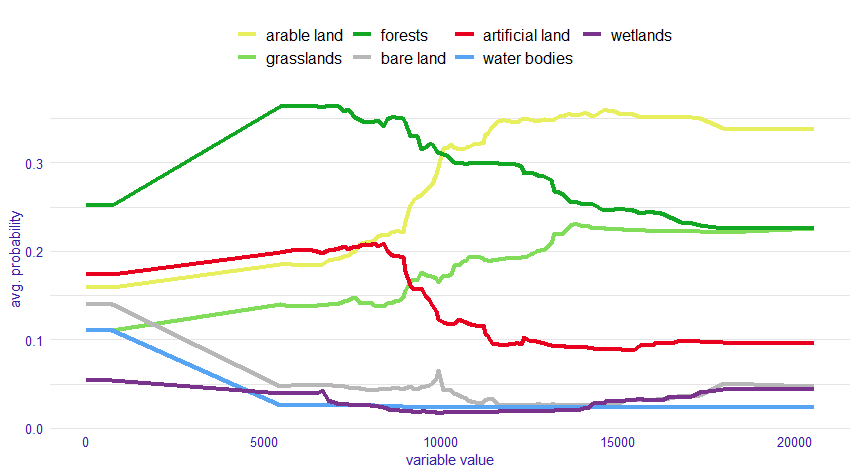 arable land forests artificial land wetlands
grasslands bare land water bodies
0.3
0.2
0.1
0.0
avg. probability
0 5000 10000 15000 20000
variable value